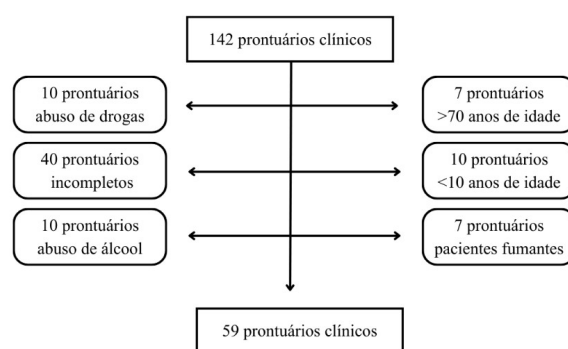 142 prontuários clínicos
10 prontuários
abuso de drogas
7 prontuários
>70 anos de idade
40 prontuários
incompletos
10 prontuários
<10 anos de idade
10 prontuários
abuso de álcool
7 prontuários
pacientes fumantes
59 prontuários clínicos